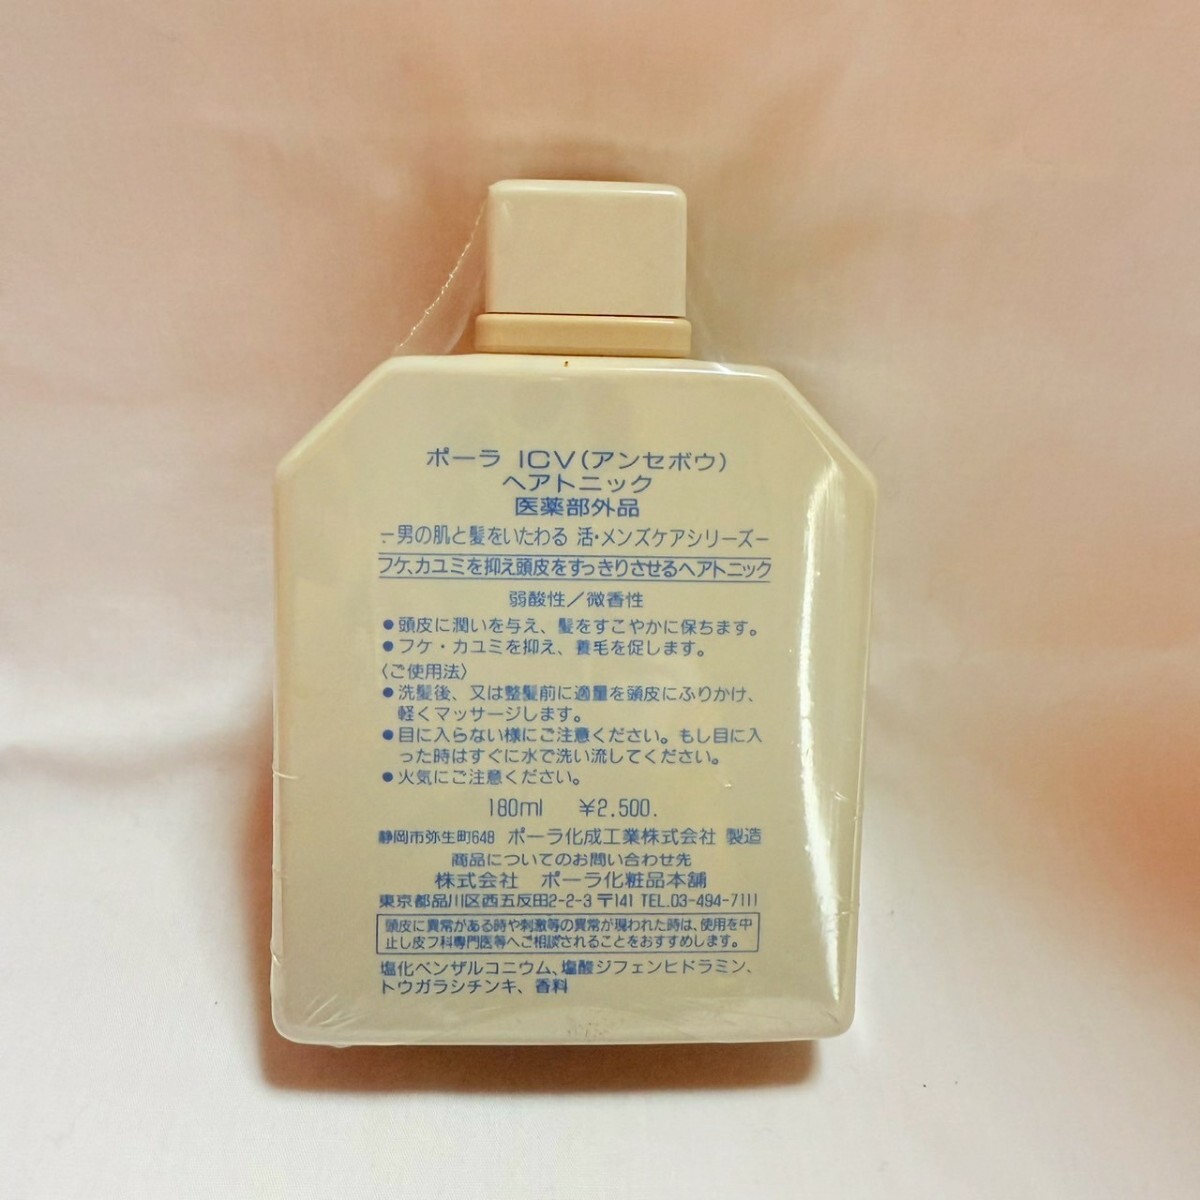 ポーラ ICV(アンセボウ)
ヘアトニック
医薬部外品
-男の肌と髪をいたわる 活・メンズケアシリーズ-
フケ、カユミを抑え頭皮をすっきりさせるヘアトニック
弱酸性/微香性
●頭皮に潤いを与え、髪をすこやかに保ちます。
●フケ・カユミを抑え、養毛を促します。
〈ご使用法〉
●洗髪後、又は整髪前に適量を頭皮にふりかけ、
軽くマッサージします。
●目に入らない様にご注意ください。もし目に入
った時はすぐに水で洗い流してください。
●火気にご注意ください。
180ml ¥2,500.
静岡市弥生町648 ポーラ化成工業株式会社 製造
商品についてのお問い合わせ先
株式会社 ポーラ化粧品本舗
東京都品川区西五反田2-2-3 〒141 TEL.03-494-7111
頭皮に異常がある時や刺激等の異常が現われた時は、使用を中
止し皮フ科専門医等へご相談されることをおすすめします。
塩化ベンザルコニウム、塩酸ジフェンヒドラミン、
トウガラシチンキ、香料